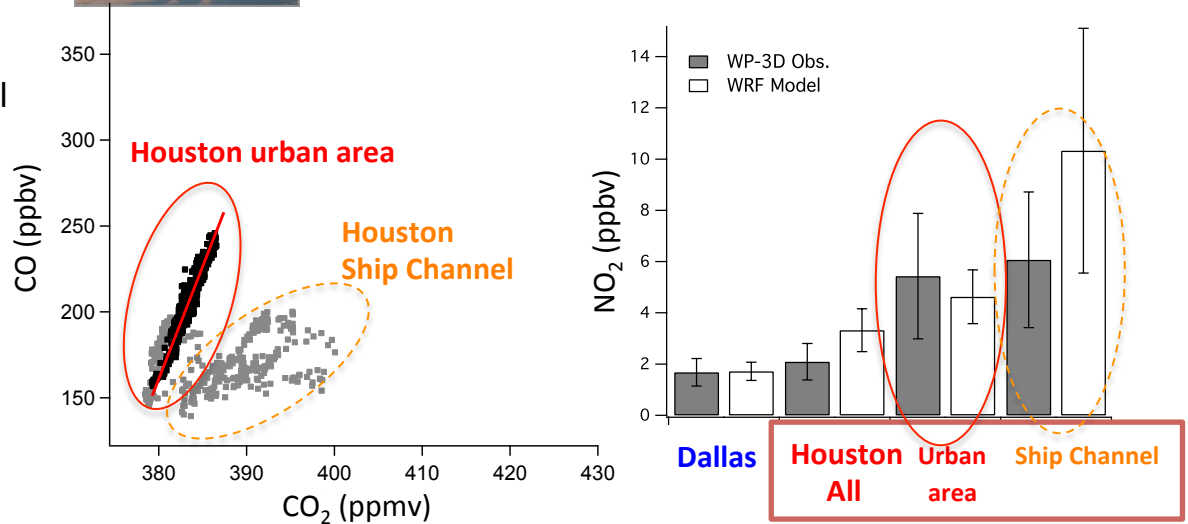 l
350
300
250
200
150
CO (ppbv)
Houston urban area
Houston
Ship Channel
380
390
400
410
420
430
CO₂ (ppmv)
14
12
10
8
6
4
2
0
NO₂ (ppbv)
WP-3D Obs.
WRF Model
Dallas
Houston
All
Urban
area
Ship Channel